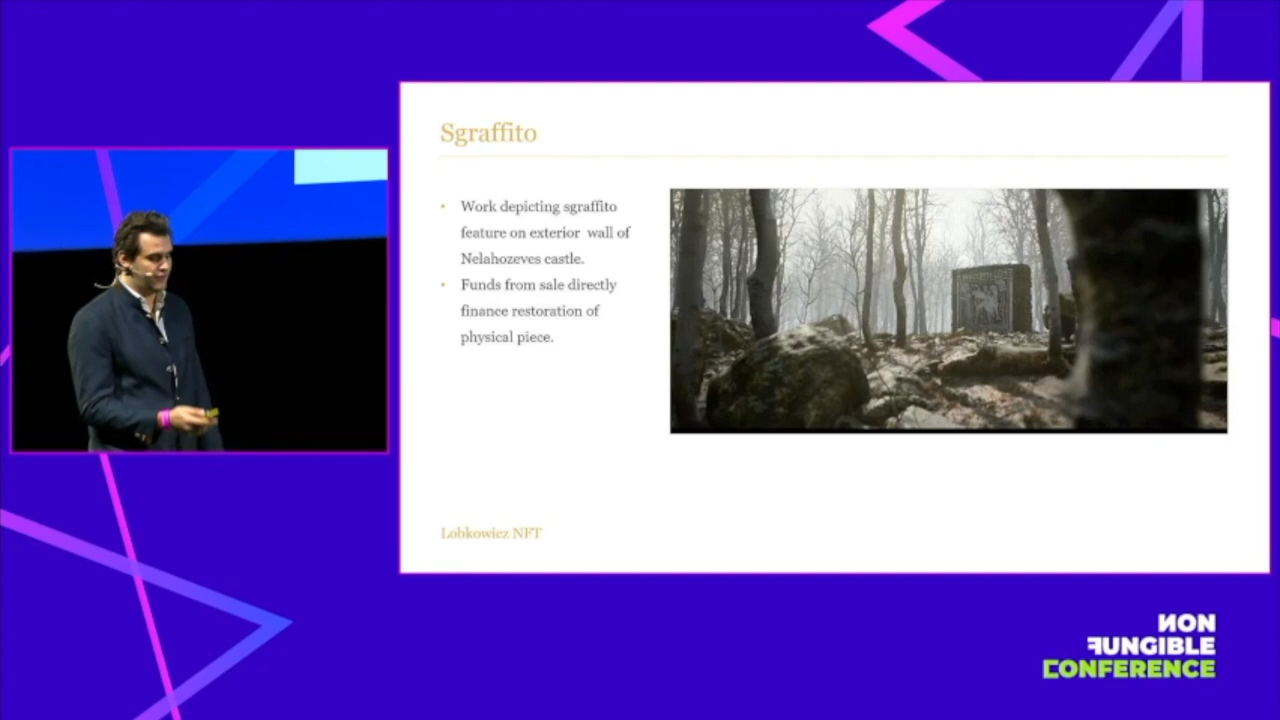 Sgraffito
• Work depicting sgraffito
feature on exterior wall of
Nelahozeves castle.
• Funds from sale directly
finance restoration of
physical piece.
Lobkowicz NFT
NON
FUNGIBLE
CONFERENCE